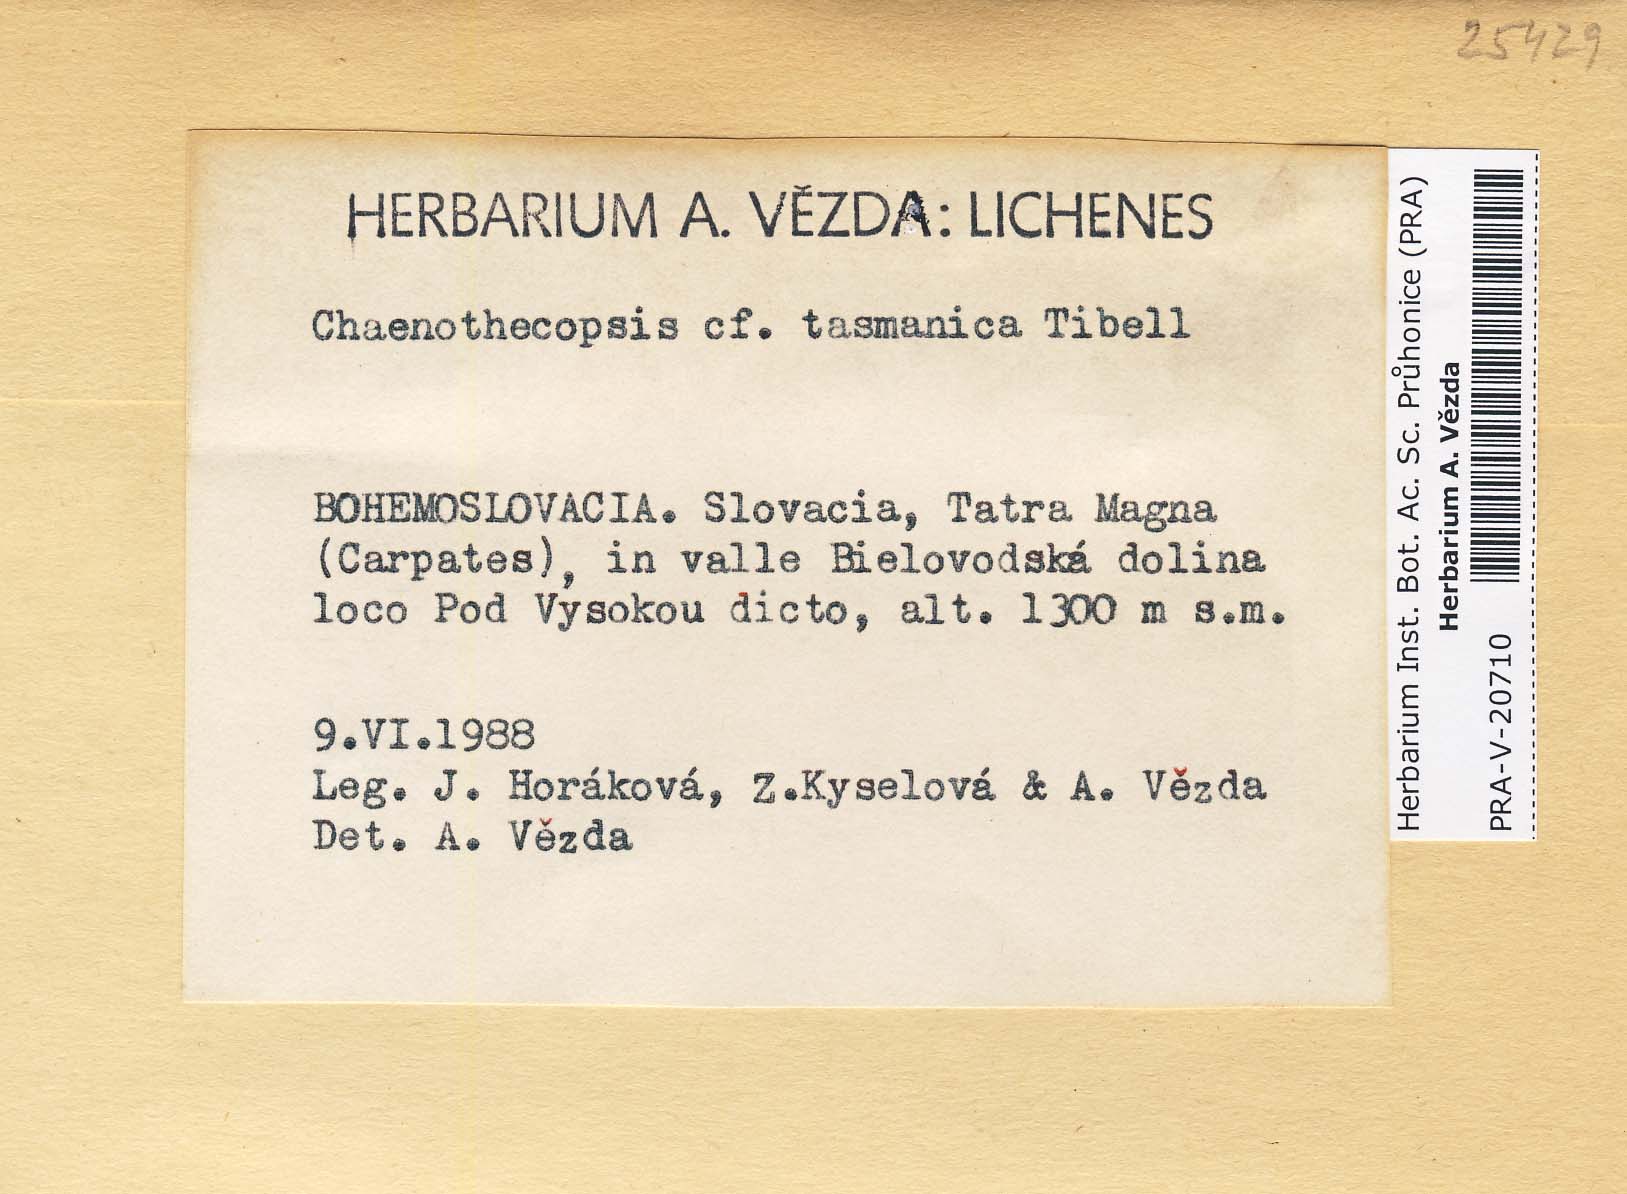 25429
HERBARIUM A. VĚZDA: LICHENES
Chaenothecopsis cf. tasmanica Tibell
BOHEMOSLOVACIA. Slovacia, Tatra Magna
(Carpates), in valle Bielovodská dolina
loco Pod Vysokou dicto, alt. 1300 m s.m.
9.VI.1988
Leg. J. Horáková, Z.Kyselová & A. Vězda
Det. A. Vězda
Herbarium Inst. Bot. Ac. Sc. Průhonice (PRA)
Herbarium A. Vězda
PRA-V-20710